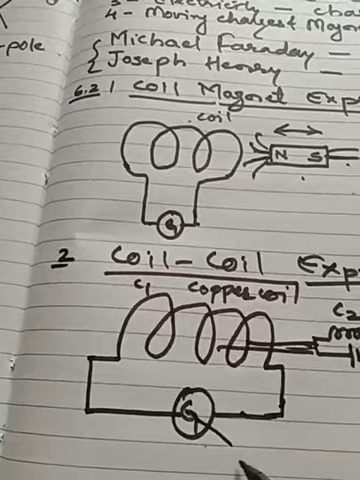 3 - Electricity - cha
4 - Moving charges Magne
-pole
Michael Faraday -
Joseph Henry -
6.2 1 Coil Magnet Exp
coil
N S
G
2 Coil - Coil Exp
C1 copper coil
C2
G